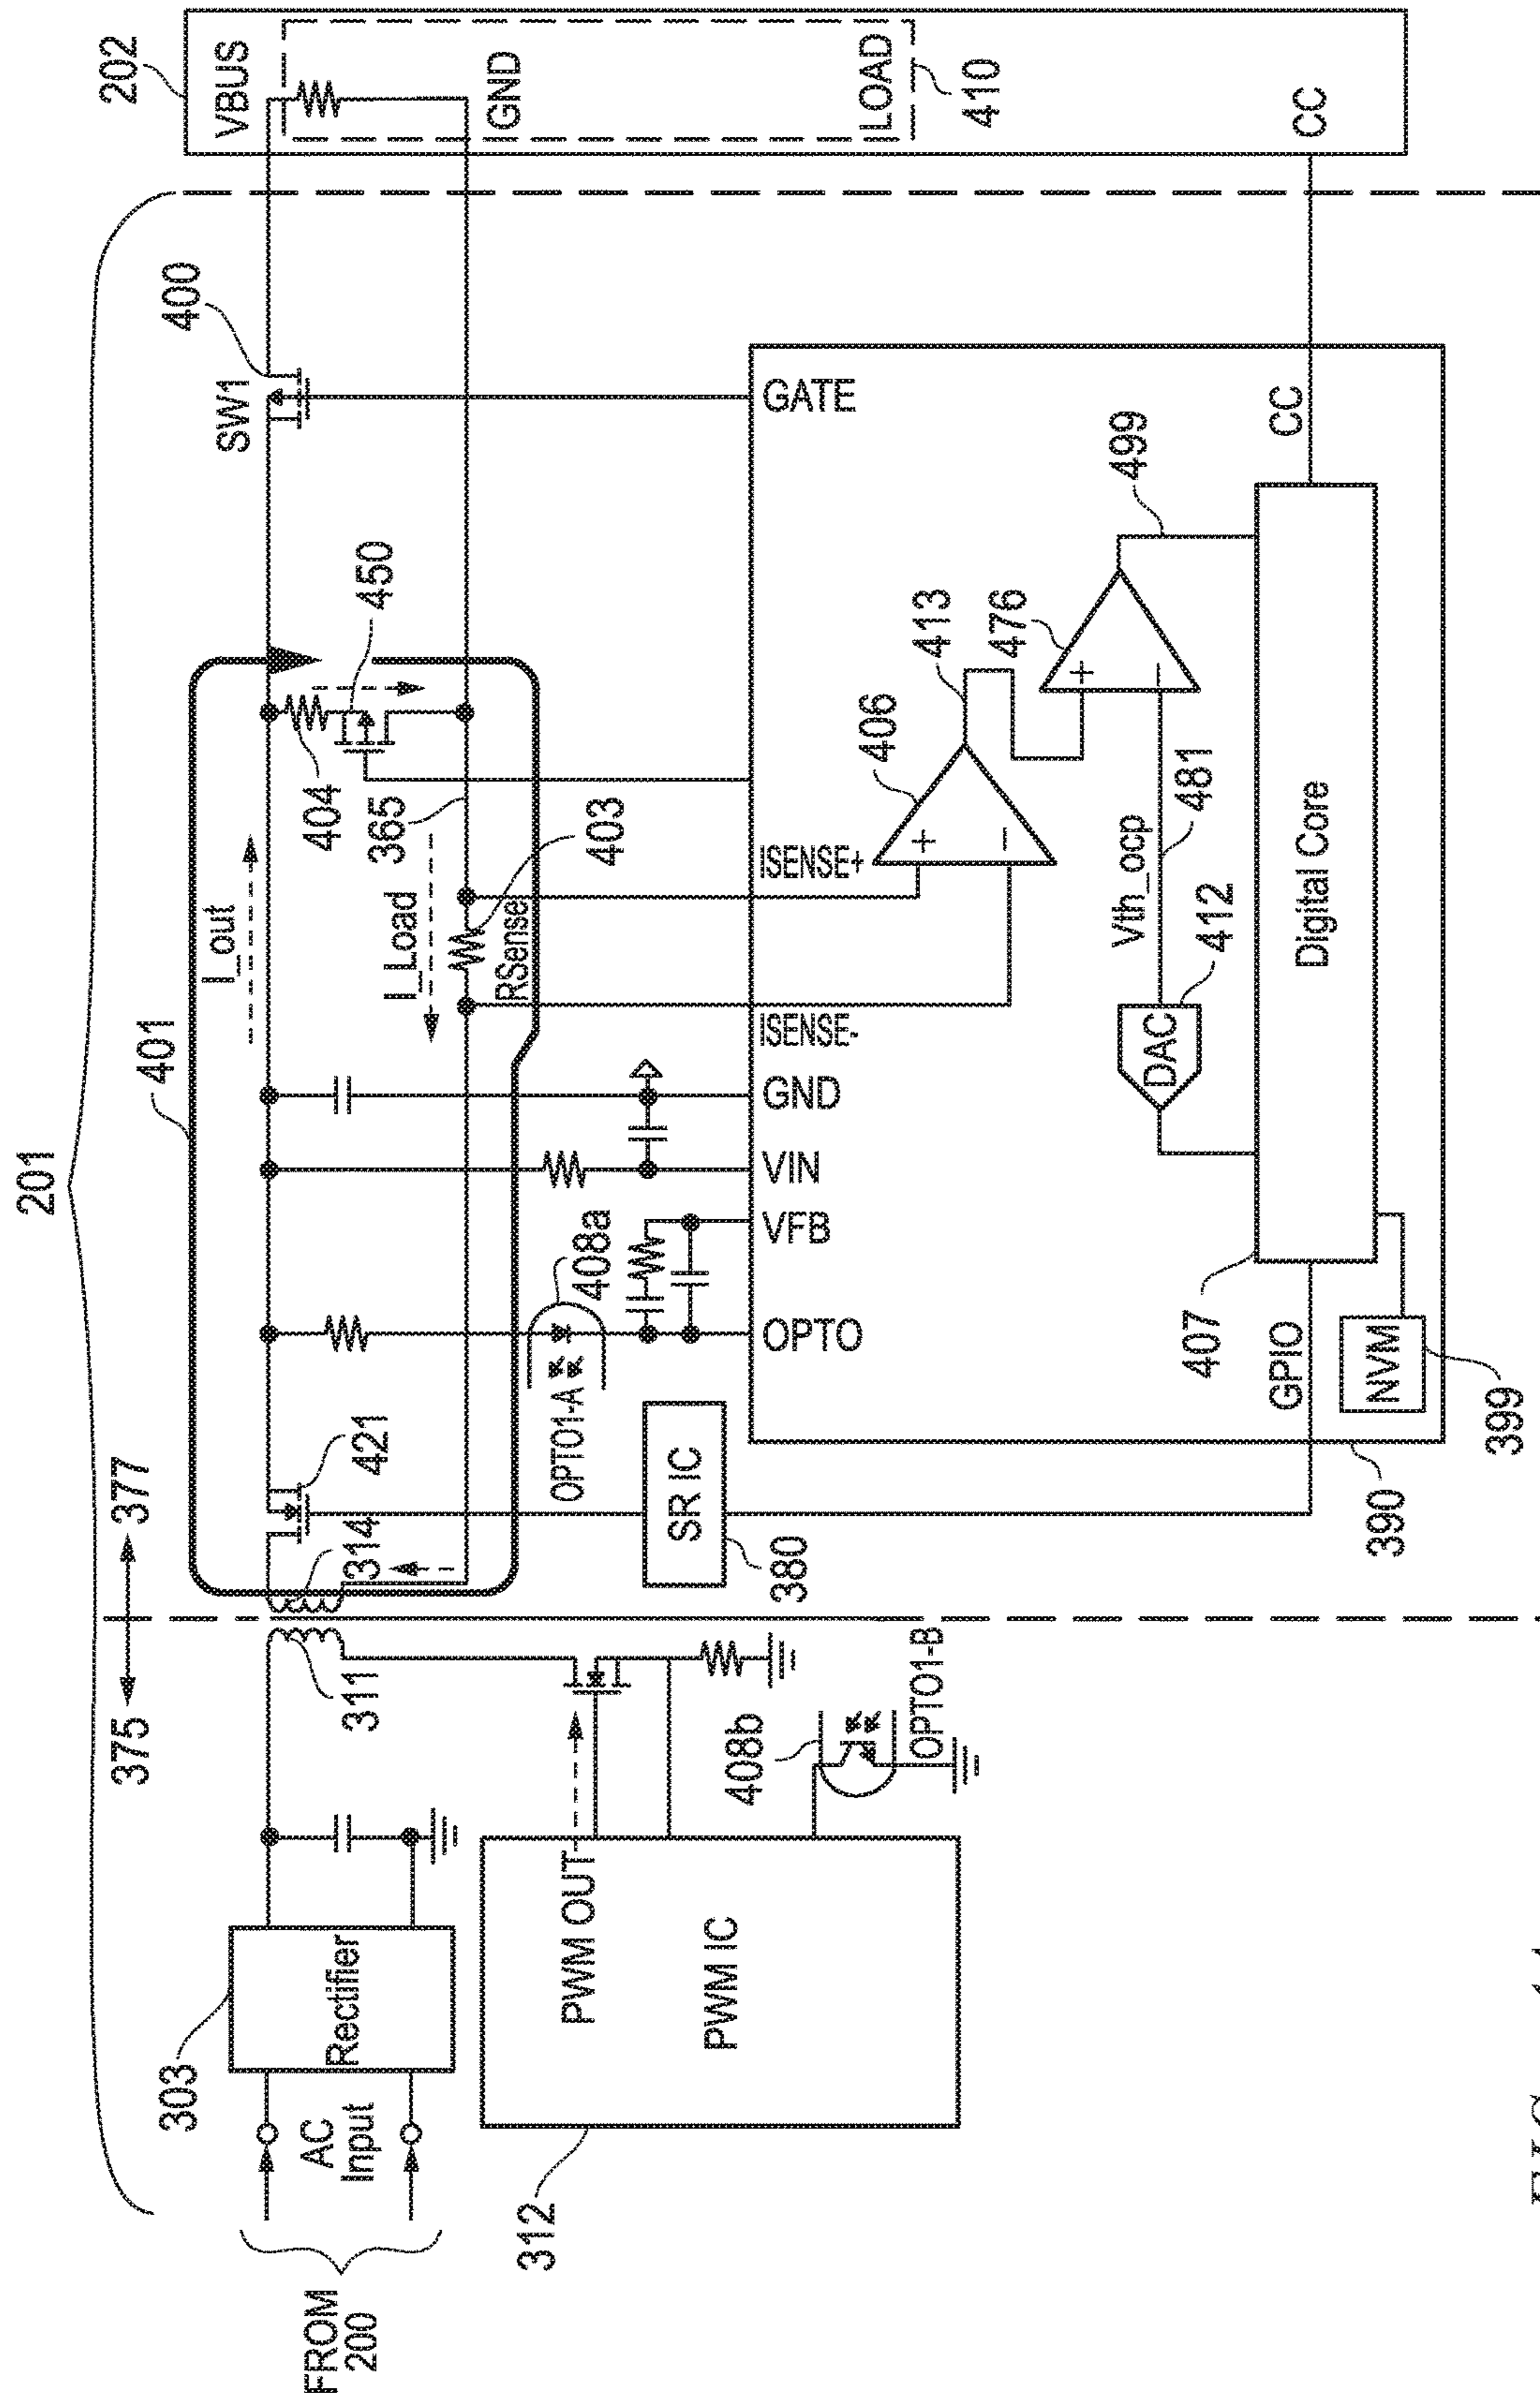 201
202
375
377
401
400
VBUS
SW1
I_out
303
Rectifier
AC
Input
FROM
200
311
314
421
404
450
365
I_Load
RSense
403
GND
LOAD
410
312
PWM OUT
PWM IC
408b
OPTO1-B
OPTO1-A
408a
SR IC
380
OPTO
VFB
VIN
GND
ISENSE-
ISENSE+
GATE
406
413
476
499
Vth_ocp
481
DAC
412
407
GPIO
Digital Core
CC
CC
NVM
399
390